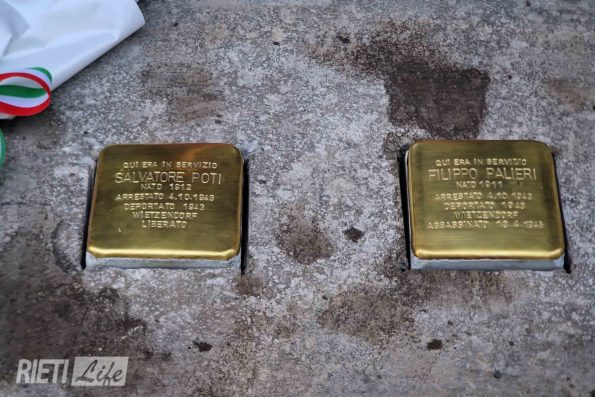 QUI ERA IN SERVIZIO
SALVATORE POTI
NATO 1912
ARRESTATO 4.10.1943
DEPORTATO 1943
WIETZENDORF
LIBERATO
QUI ERA IN SERVIZIO
FILIPPO PALIERI
NATO 1911
ARRESTATO 4.10.1943
DEPORTATO 1943
WIETZENDORF
ASSASSINATO 13.4.1945
RIETI Life